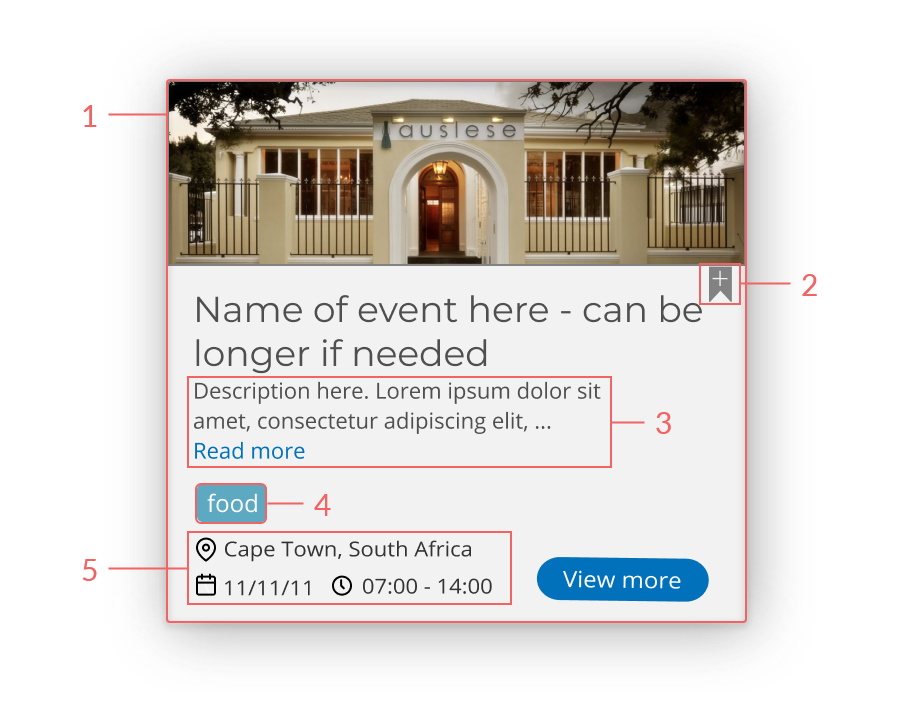 1
auslese
2
Name of event here - can be
longer if needed
Description here. Lorem ipsum dolor sit
amet, consectetur adipiscing elit, ...
Read more
3
food
4
Cape Town, South Africa
5
11/11/11 07:00 - 14:00
View more